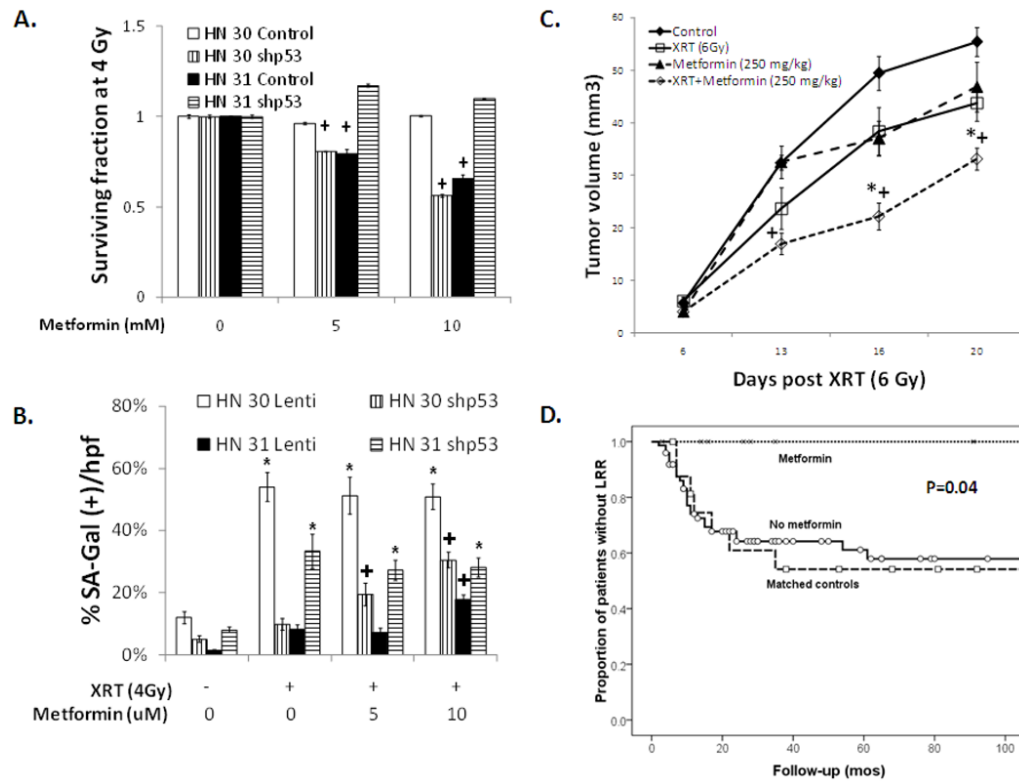 A.
1.5
1
0.5
0
Surviving fraction at 4 Gy
HN 30 Control
HN 30 shp53
HN 31 Control
HN 31 shp53
+ +
+ +
Metformin (mM) 0 5 10
B.
80%
60%
40%
20%
0%
% SA-Gal (+)/hpf
HN 30 Lenti HN 30 shp53
HN 31 Lenti HN 31 shp53
* * * * * *
+ + +
XRT (4Gy) - + + +
Metformin (uM) 0 0 5 10
C.
60
50
40
30
20
10
0
Tumor volume (mm3)
Control
XRT (6Gy)
Metformin (250 mg/kg)
XRT+Metformin (250 mg/kg)
+ *+ *+
6 13 16 20
Days post XRT (6 Gy)
D.
1.0
0.8
0.6
0.4
0.2
0.0
Proportion of patients without LRR
Metformin
P=0.04
No metformin
Matched controls
0 20 40 60 80 100
Follow-up (mos)